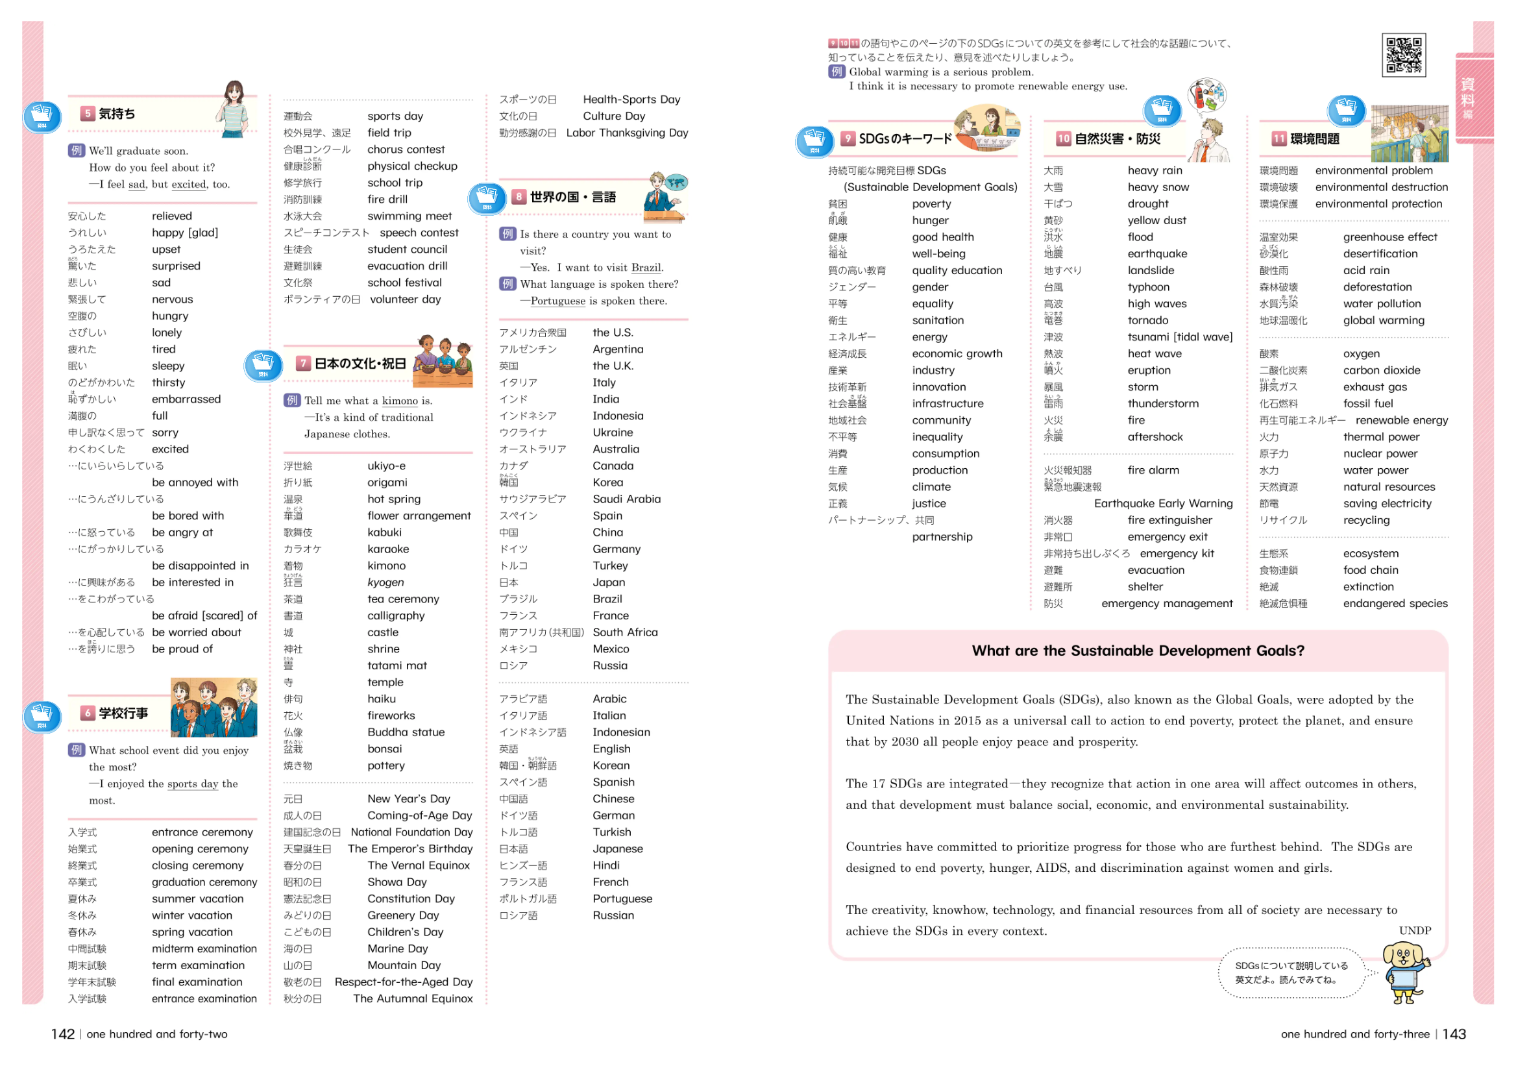 5 気持ち
例 We'll graduate soon.
How do you feel about it?
—I feel sad, but excited, too.
安心した relieved
うれしい happy [glad]
うろたえた upset
驚いた surprised
悲しい sad
緊張して nervous
空腹の hungry
さびしい lonely
疲れた tired
眠い sleepy
のどがかわいた thirsty
恥ずかしい embarrassed
満腹の full
申し訳なく思って sorry
わくわくした excited
…にいらいらしている
be annoyed with
…にうんざりしている
be bored with
…に怒っている be angry at
…にがっかりしている
be disappointed in
…に興味がある be interested in
…をこわがっている
be afraid [scared] of
…を心配している be worried about
…を誇りに思う be proud of
6 学校行事
例 What school event did you enjoy
the most?
—I enjoyed the sports day the
most.
入学式 entrance ceremony
始業式 opening ceremony
終業式 closing ceremony
卒業式 graduation ceremony
夏休み summer vacation
冬休み winter vacation
春休み spring vacation
中間試験 midterm examination
期末試験 term examination
学年末試験 final examination
入学試験 entrance examination
運動会 sports day
校外見学、遠足 field trip
合唱コンクール chorus contest
健康診断 physical checkup
修学旅行 school trip
消防訓練 fire drill
水泳大会 swimming meet
スピーチコンテスト speech contest
生徒会 student council
避難訓練 evacuation drill
文化祭 school festival
ボランティアの日 volunteer day
7 日本の文化・祝日
例 Tell me what a kimono is.
—It's a kind of traditional
Japanese clothes.
浮世絵 ukiyo-e
折り紙 origami
温泉 hot spring
華道 flower arrangement
歌舞伎 kabuki
カラオケ karaoke
着物 kimono
狂言 kyogen
茶道 tea ceremony
書道 calligraphy
城 castle
神社 shrine
畳 tatami mat
寺 temple
俳句 haiku
花火 fireworks
仏像 Buddha statue
盆栽 bonsai
焼き物 pottery
元日 New Year's Day
成人の日 Coming-of-Age Day
建国記念の日 National Foundation Day
天皇誕生日 The Emperor's Birthday
春分の日 The Vernal Equinox
昭和の日 Showa Day
憲法記念日 Constitution Day
みどりの日 Greenery Day
こどもの日 Children's Day
海の日 Marine Day
山の日 Mountain Day
敬老の日 Respect-for-the-Aged Day
秋分の日 The Autumnal Equinox
スポーツの日 Health-Sports Day
文化の日 Culture Day
勤労感謝の日 Labor Thanksgiving Day
8 世界の国・言語
例 Is there a country you want to
visit?
—Yes. I want to visit Brazil.
例 What language is spoken there?
—Portuguese is spoken there.
アメリカ合衆国 the U.S.
アルゼンチン Argentina
英国 the U.K.
イタリア Italy
インド India
インドネシア Indonesia
ウクライナ Ukraine
オーストラリア Australia
カナダ Canada
韓国 Korea
サウジアラビア Saudi Arabia
スペイン Spain
中国 China
ドイツ Germany
トルコ Turkey
日本 Japan
ブラジル Brazil
フランス France
南アフリカ(共和国) South Africa
メキシコ Mexico
ロシア Russia
アラビア語 Arabic
イタリア語 Italian
インドネシア語 Indonesian
英語 English
韓国・朝鮮語 Korean
スペイン語 Spanish
中国語 Chinese
ドイツ語 German
トルコ語 Turkish
日本語 Japanese
ヒンズー語 Hindi
フランス語 French
ポルトガル語 Portuguese
ロシア語 Russian
142 | one hundred and forty-two
9 10 11 の語句やこのページの下のSDGsについての英文を参考にして社会的な話題について、
知っていることを伝えたり、意見を述べたりしましょう。
例 Global warming is a serious problem.
I think it is necessary to promote renewable energy use.
資料編
9 SDGsのキーワード
持続可能な開発目標 SDGs
(Sustainable Development Goals)
貧困 poverty
飢餓 hunger
健康 good health
福祉 well-being
質の高い教育 quality education
ジェンダー gender
平等 equality
衛生 sanitation
エネルギー energy
経済成長 economic growth
産業 industry
技術革新 innovation
社会基盤 infrastructure
地域社会 community
不平等 inequality
消費 consumption
生産 production
気候 climate
正義 justice
パートナーシップ、共同
partnership
10 自然災害・防災
大雨 heavy rain
大雪 heavy snow
干ばつ drought
黄砂 yellow dust
洪水 flood
地震 earthquake
地すべり landslide
台風 typhoon
高波 high waves
竜巻 tornado
津波 tsunami [tidal wave]
熱波 heat wave
噴火 eruption
暴風 storm
雷雨 thunderstorm
火災 fire
余震 aftershock
火災報知器 fire alarm
緊急地震速報
Earthquake Early Warning
消火器 fire extinguisher
非常口 emergency exit
非常持ち出しぶくろ emergency kit
避難 evacuation
避難所 shelter
防災 emergency management
11 環境問題
環境問題 environmental problem
環境破壊 environmental destruction
環境保護 environmental protection
温室効果 greenhouse effect
砂漠化 desertification
酸性雨 acid rain
森林破壊 deforestation
水質汚染 water pollution
地球温暖化 global warming
酸素 oxygen
二酸化炭素 carbon dioxide
排気ガス exhaust gas
化石燃料 fossil fuel
再生可能エネルギー renewable energy
火力 thermal power
原子力 nuclear power
水力 water power
天然資源 natural resources
節電 saving electricity
リサイクル recycling
生態系 ecosystem
食物連鎖 food chain
絶滅 extinction
絶滅危惧種 endangered species
What are the Sustainable Development Goals?
The Sustainable Development Goals (SDGs), also known as the Global Goals, were adopted by the
United Nations in 2015 as a universal call to action to end poverty, protect the planet, and ensure
that by 2030 all people enjoy peace and prosperity.
The 17 SDGs are integrated—they recognize that action in one area will affect outcomes in others,
and that development must balance social, economic, and environmental sustainability.
Countries have committed to prioritize progress for those who are furthest behind. The SDGs are
designed to end poverty, hunger, AIDS, and discrimination against women and girls.
The creativity, knowhow, technology, and financial resources from all of society are necessary to
achieve the SDGs in every context.
UNDP
SDGsについて説明している
英文だよ。読んでみてね。
one hundred and forty-three | 143